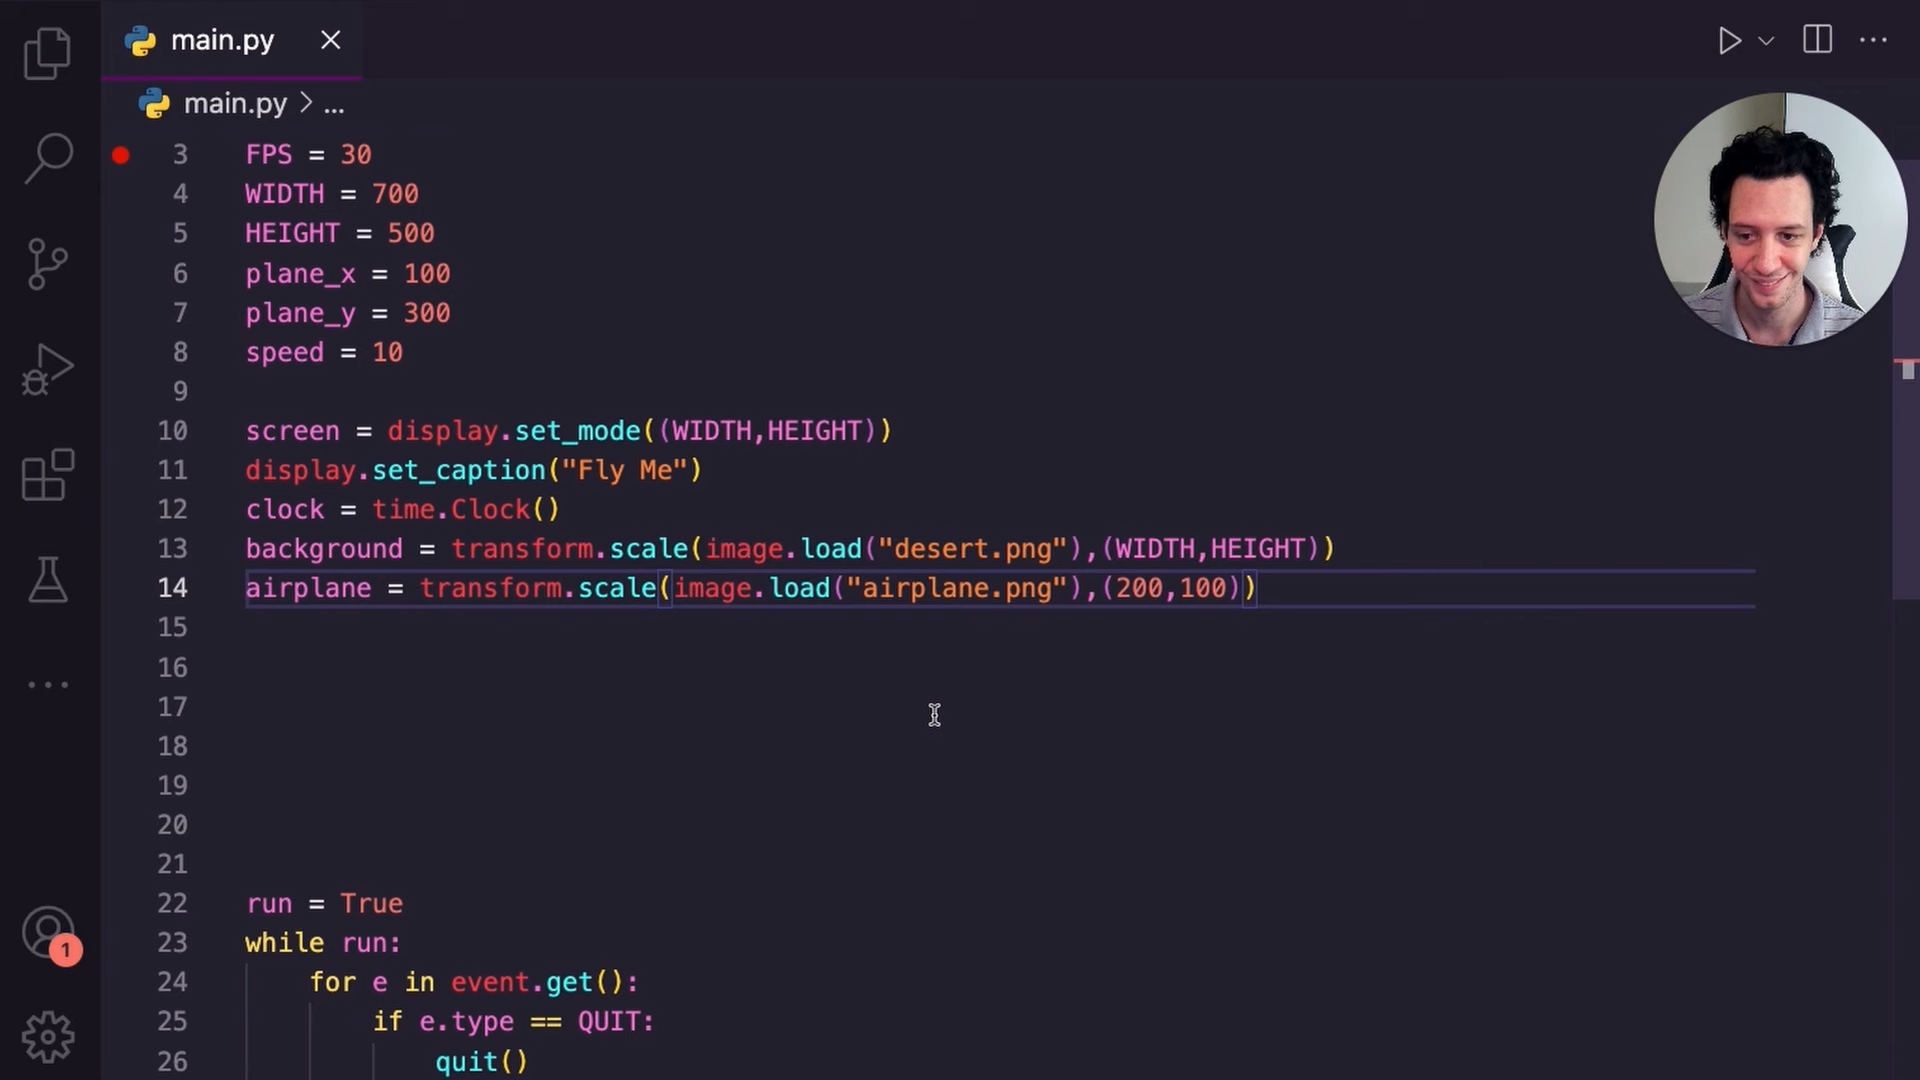 main.py
main.py > ...
3 FPS = 30
4 WIDTH = 700
5 HEIGHT = 500
6 plane_x = 100
7 plane_y = 300
8 speed = 10
9
10 screen = display.set_mode((WIDTH,HEIGHT))
11 display.set_caption("Fly Me")
12 clock = time.Clock()
13 background = transform.scale(image.load("desert.png"),(WIDTH,HEIGHT))
14 airplane = transform.scale(image.load("airplane.png"),(200,100))
15
16
17
18
19
20
21
22 run = True
23 while run:
24 for e in event.get():
25 if e.type == QUIT:
26 quit()
1